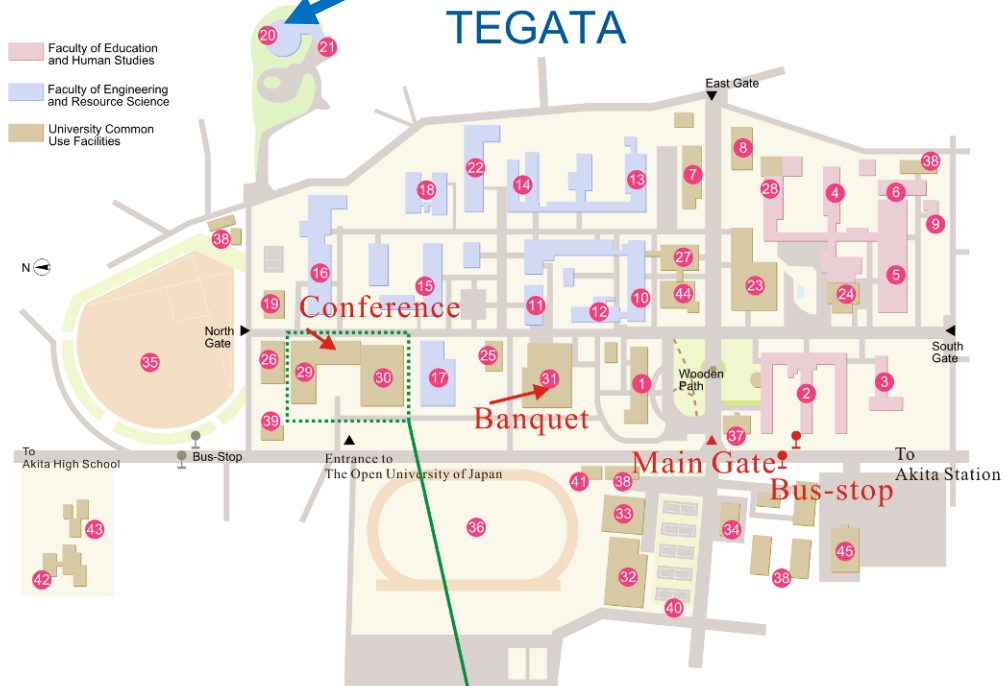 TEGATA
Faculty of Education
and Human Studies
Faculty of Engineering
and Resource Science
University Common
Use Facilities
20
21
East Gate
8
38
22
14
13
7
28
4
6
18
9
38
N
27
16
15
5
23
24
44
19
11
10
12
Conference
North
Gate
South
Gate
35
26
29
30
17
25
31
1
Wooden
Path
2
3
Banquet
39
37
To
Akita High School
Bus-Stop
Entrance to
The Open University of Japan
Main Gate
To
Akita Station
Bus-stop
41
38
43
36
33
34
45
42
32
38
40